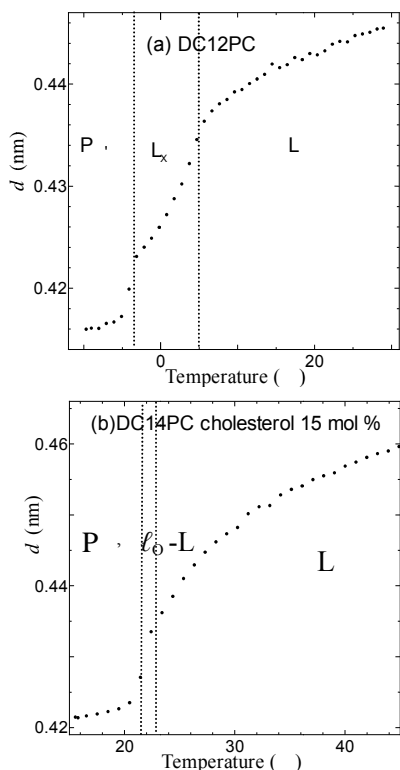 (a) DC12PC
0.44
P ,
Lx
L
d (nm)
0.43
0.42
0
20
Temperature ( )
0.46
(b)DC14PC cholesterol 15 mol %
d (nm)
P , ℓo-L
L
0.44
0.42
20
30
40
Temperature ( )